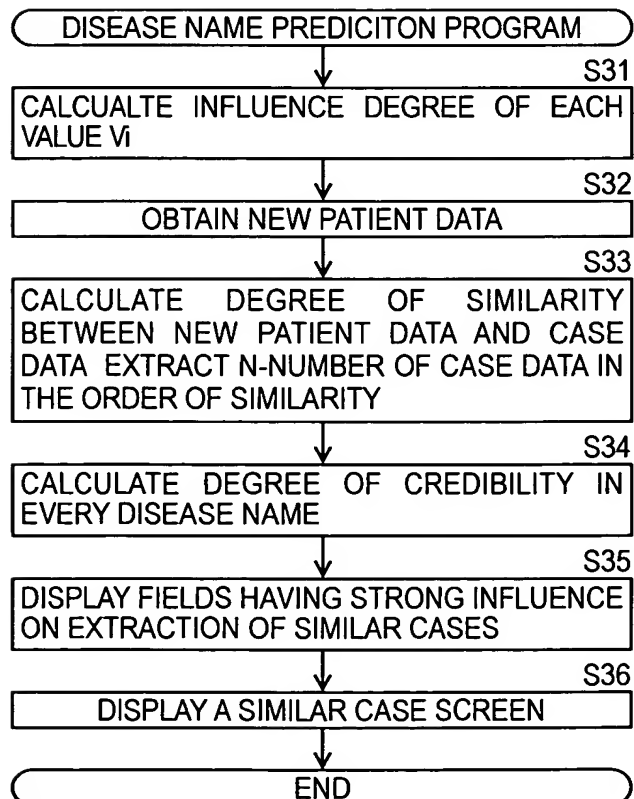 DISEASE NAME PREDICITON PROGRAM
S31
CALCUALTE INFLUENCE DEGREE OF EACH
VALUE Vi
S32
OBTAIN NEW PATIENT DATA
S33
CALCULATE DEGREE OF SIMILARITY
BETWEEN NEW PATIENT DATA AND CASE
DATA EXTRACT N-NUMBER OF CASE DATA IN
THE ORDER OF SIMILARITY
S34
CALCULATE DEGREE OF CREDIBILITY IN
EVERY DISEASE NAME
S35
DISPLAY FIELDS HAVING STRONG INFLUENCE
ON EXTRACTION OF SIMILAR CASES
S36
DISPLAY A SIMILAR CASE SCREEN
END